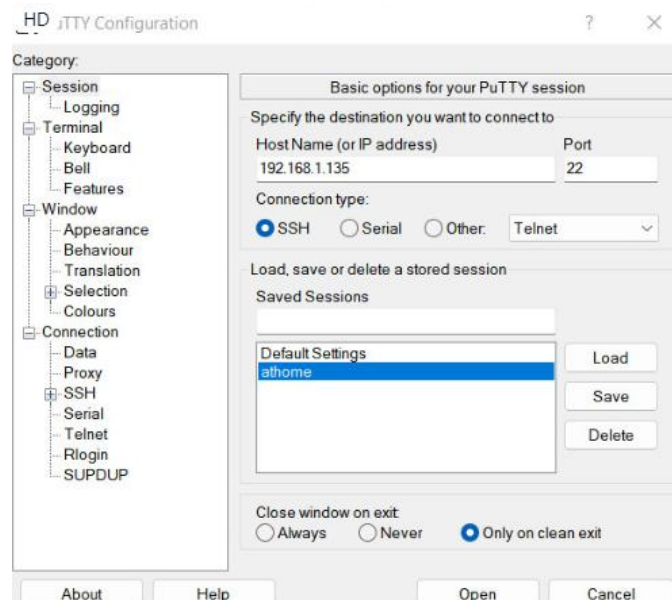 HD TTY Configuration ?
Category:
Session
Logging
Terminal
Keyboard
Bell
Features
Window
Appearance
Behaviour
Translation
Selection
Colours
Connection
Data
Proxy
SSH
Serial
Telnet
Rlogin
SUPDUP
Basic options for your PuTTY session
Specify the destination you want to connect to
Host Name (or IP address) Port
192.168.1.135 22
Connection type:
SSH Serial Other: Telnet
Load, save or delete a stored session
Saved Sessions
Default Settings
athome
Load
Save
Delete
Close window on exit:
Always Never Only on clean exit
About Help Open Cancel